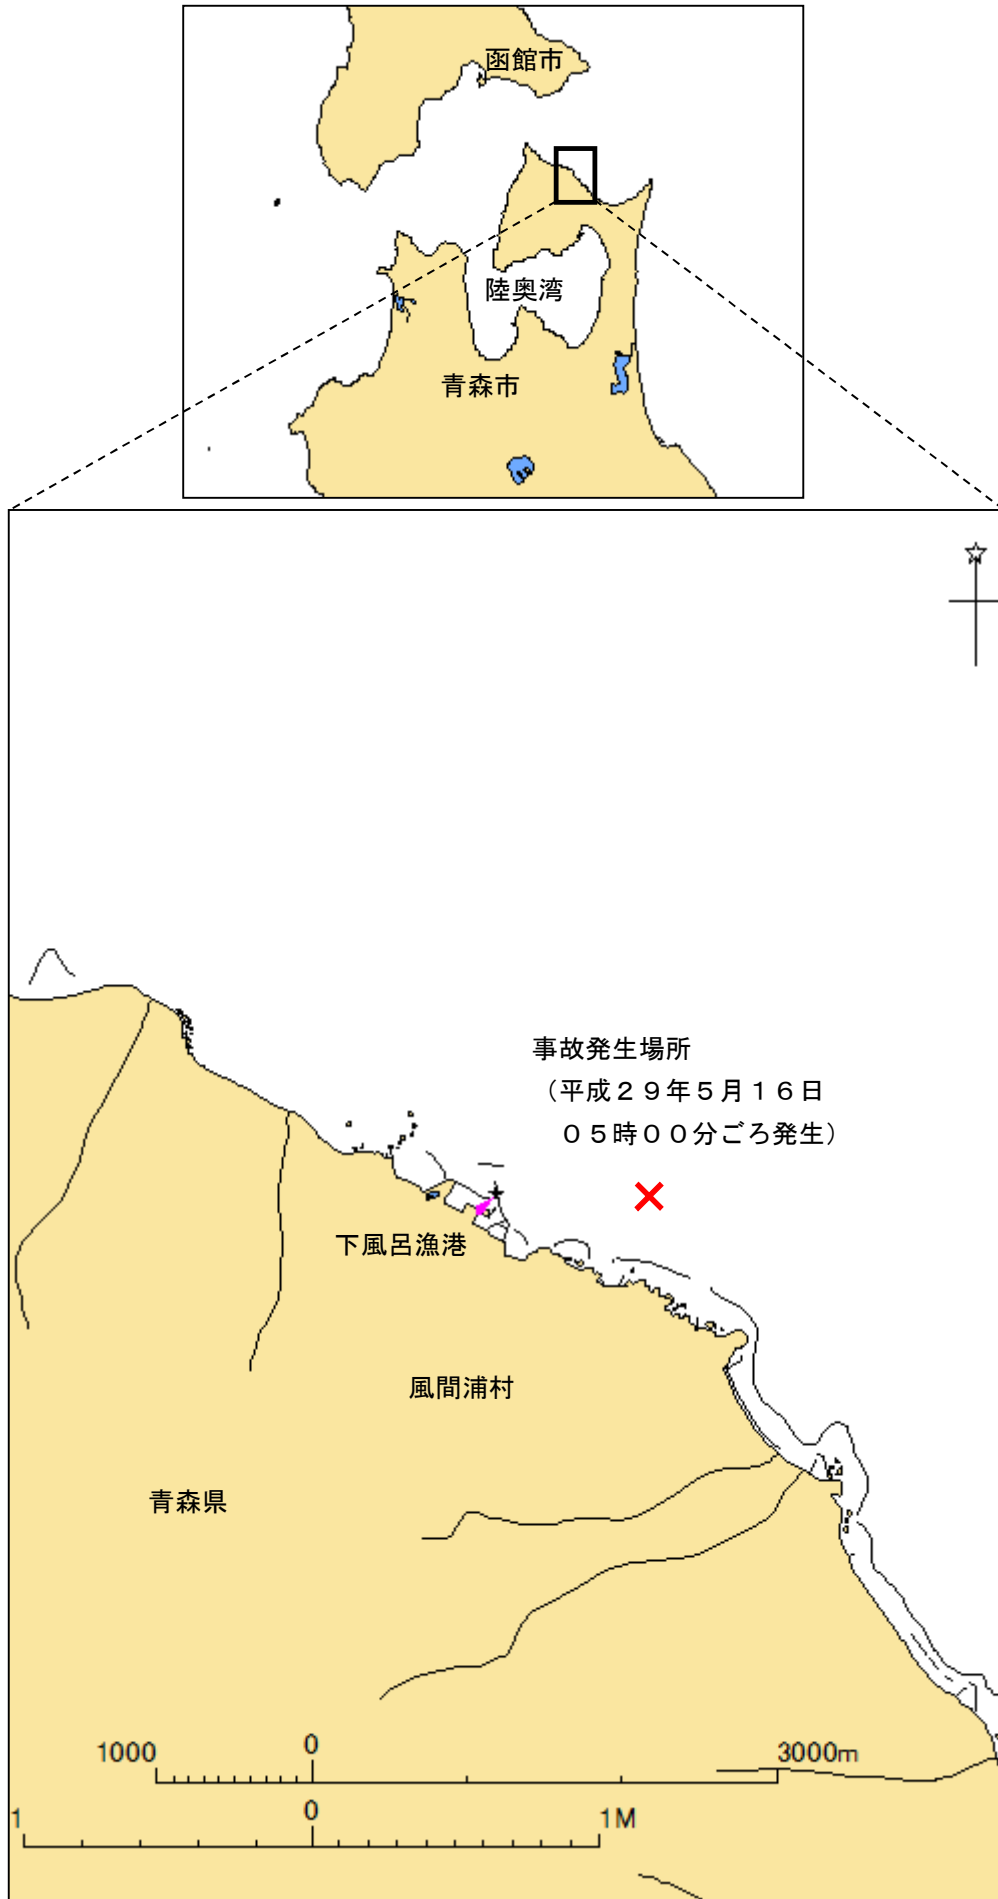 函館市
陸奥湾
青森市
事故発生場所
（平成２９年５月１６日
０５時００分ごろ発生）
下風呂漁港
風間浦村
青森県
1000 0 3000m
1 0 1M